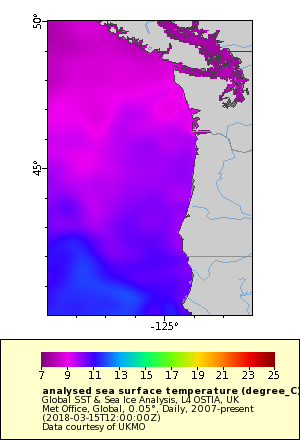 50°
45°
-125°
7 9 11 13 15 17 19 21 23 25
analysed sea surface temperature (degree_C)
Global SST & Sea Ice Analysis, L4 OSTIA, UK
Met Office, Global, 0.05°, Daily, 2007-present
(2018-03-15T12:00:00Z)
Data courtesy of UKMO